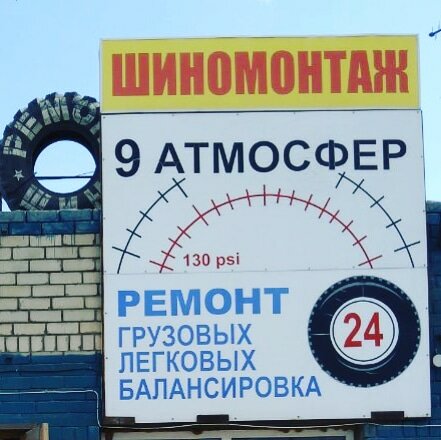 ШИНОМОНТАЖ
9 АТМОСФЕР
130 psi
РЕМОНТ
ГРУЗОВЫХ
ЛЕГКОВЫХ
БАЛАНСИРОВКА
24